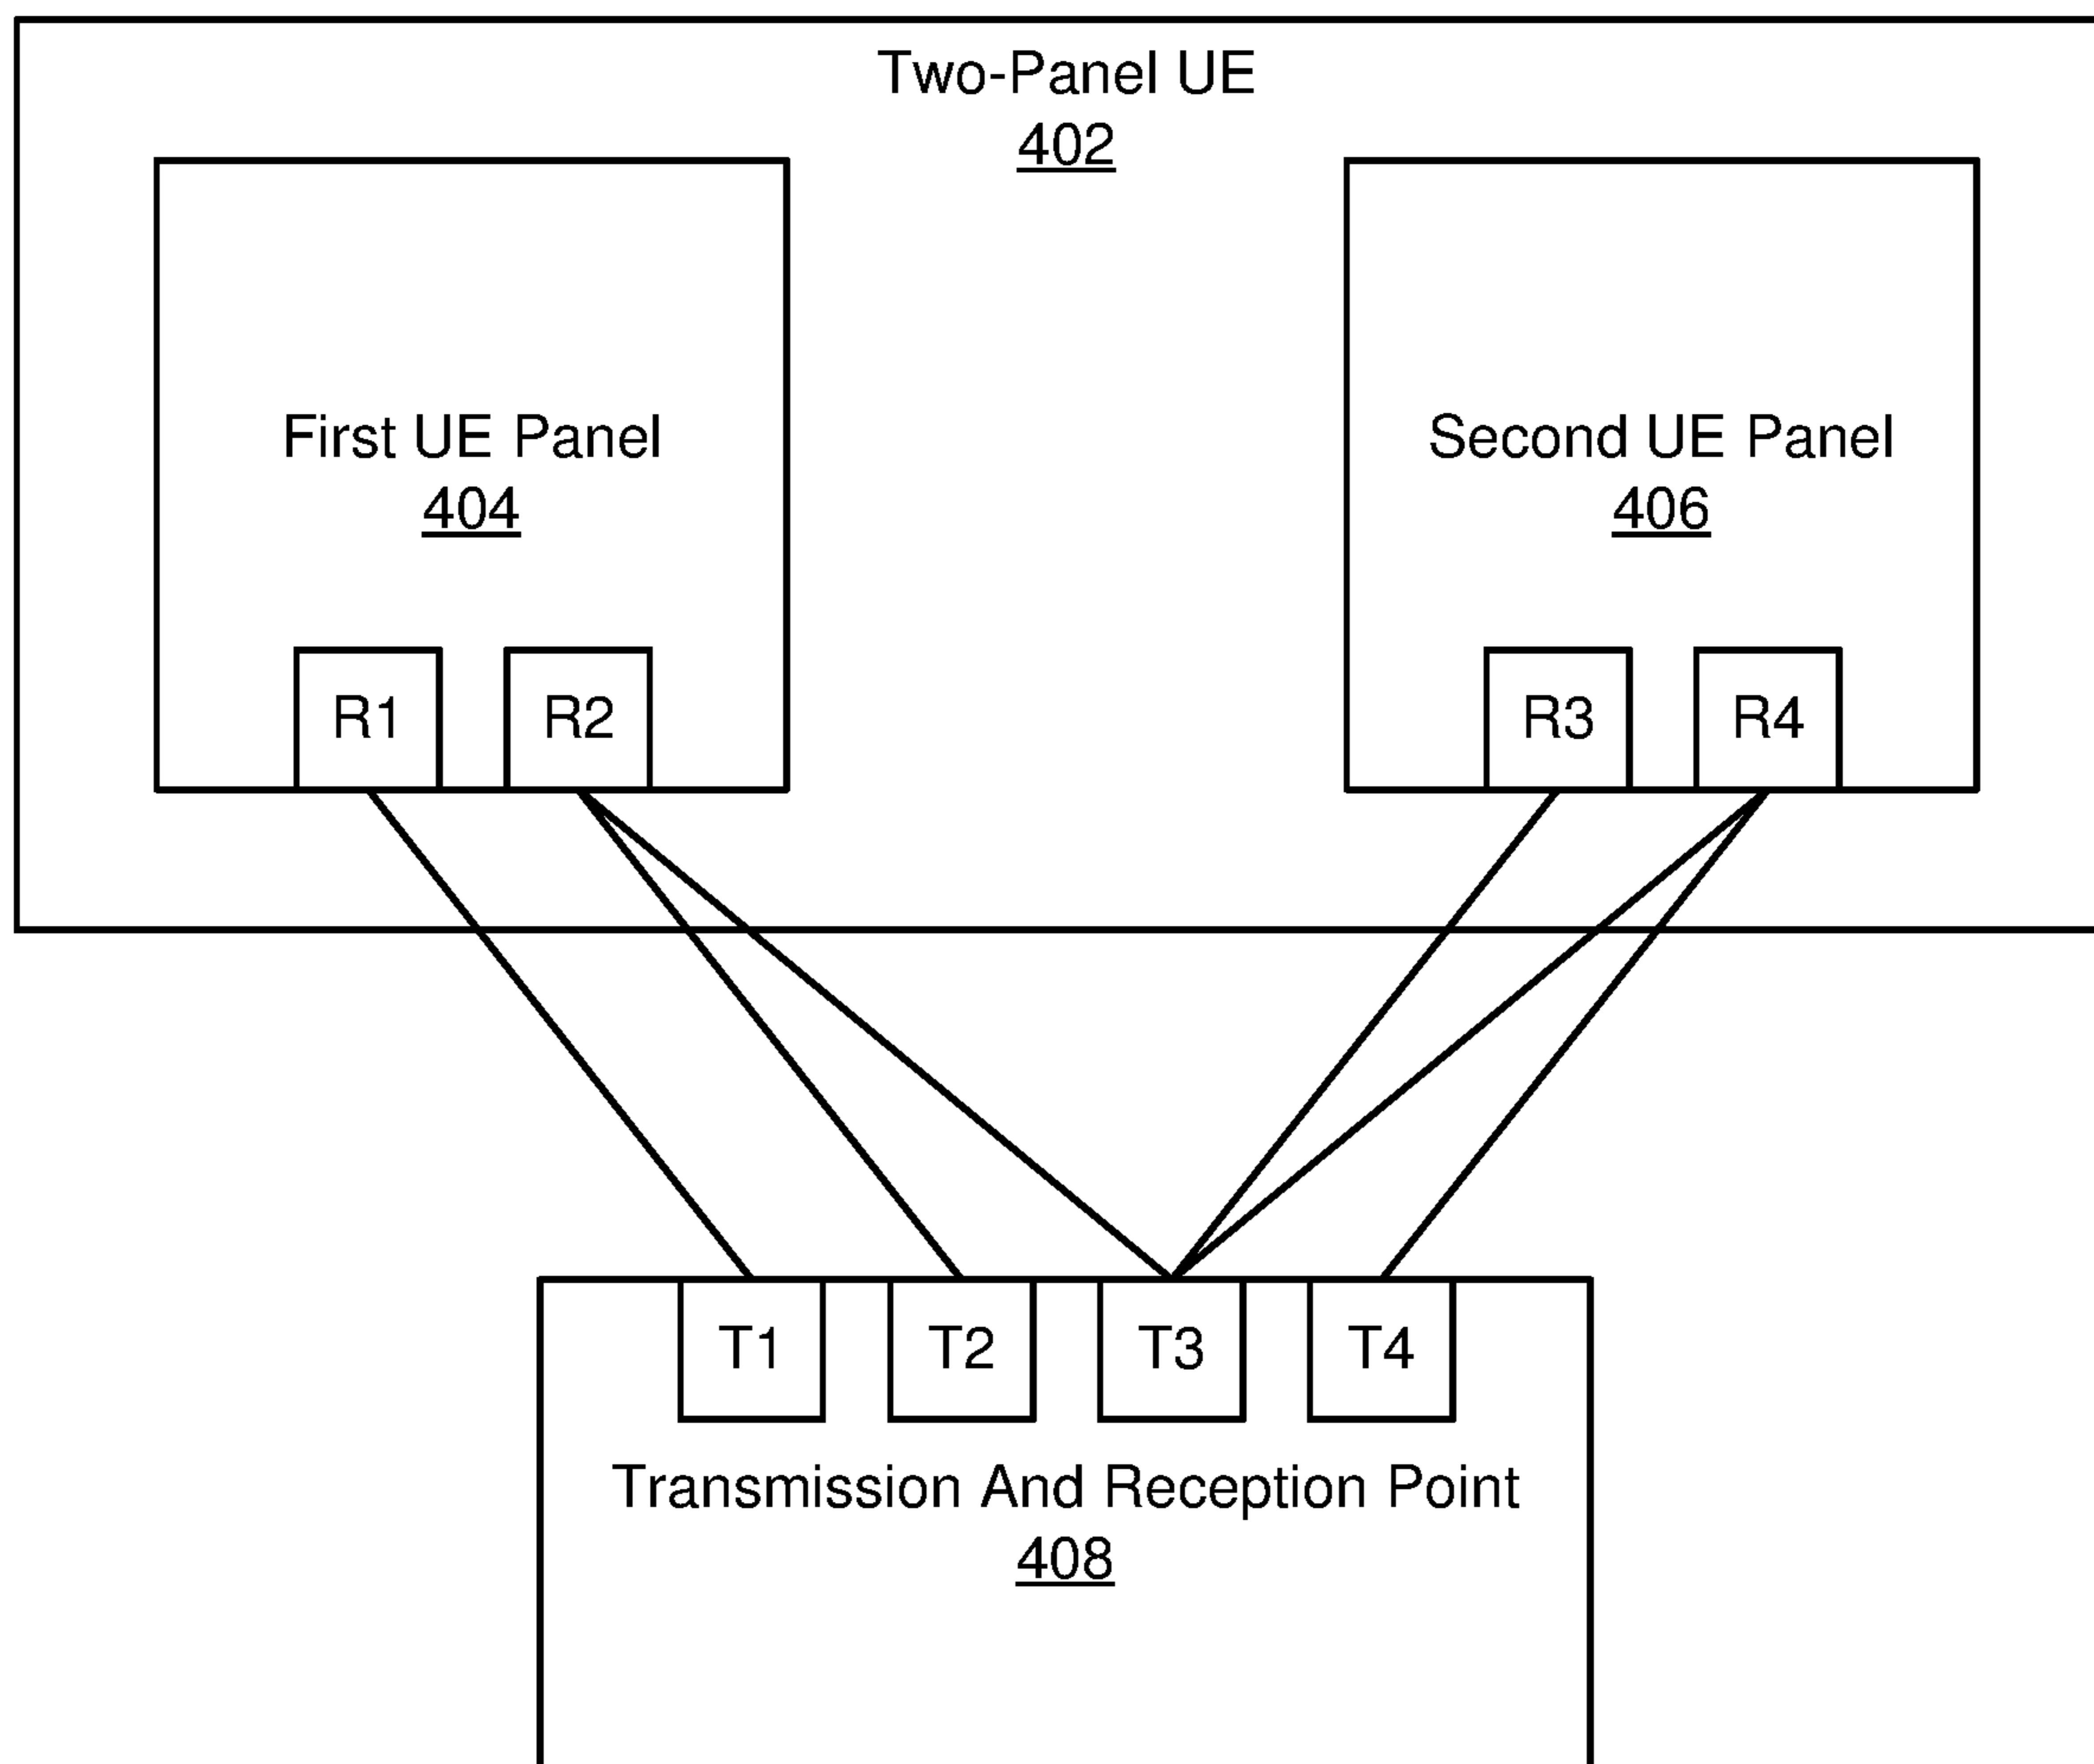 Two-Panel UE
402
First UE Panel
404
Second UE Panel
406
R1
R2
R3
R4
T1
T2
T3
T4
Transmission And Reception Point
408